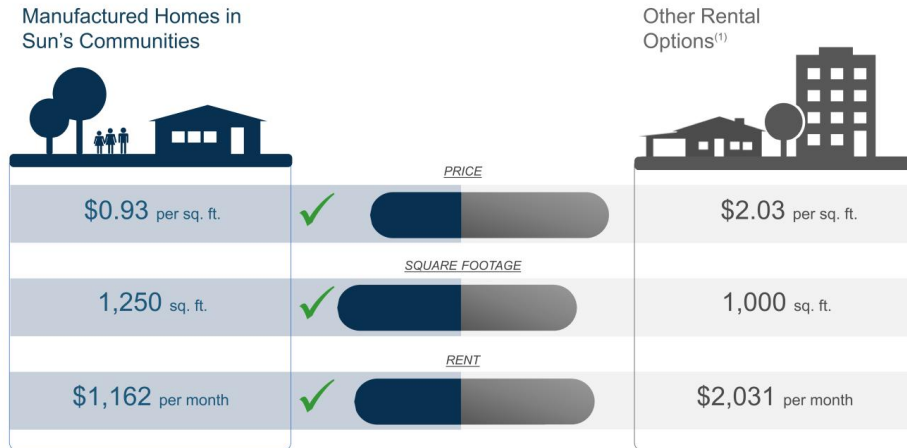 Manufactured Homes in
Sun's Communities
Other Rental
Options(1)
PRICE
$0.93 per sq. ft.
$2.03 per sq. ft.
SQUARE FOOTAGE
1,250 sq. ft.
1,000 sq. ft.
RENT
$1,162 per month
$2,031 per month